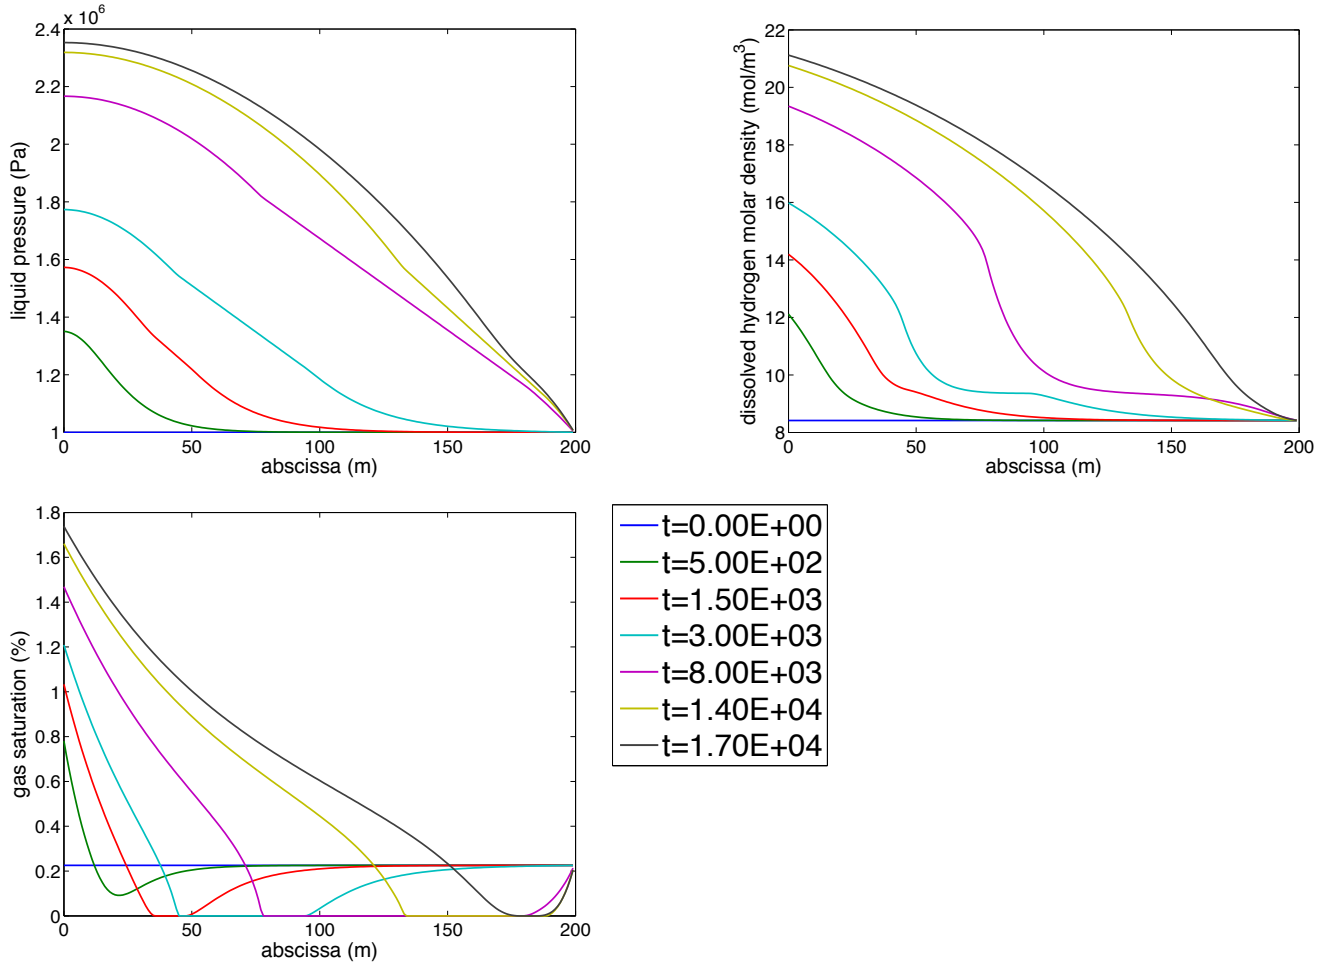 x 10⁶
2.4
2.2
2
1.8
1.6
1.4
1.2
1
liquid pressure (Pa)
0 50 100 150 200
abscissa (m)
22
20
18
16
14
12
10
8
dissolved hydrogen molar density (mol/m³)
0 50 100 150 200
abscissa (m)
1.8
1.6
1.4
1.2
1
0.8
0.6
0.4
0.2
0
gas saturation (%)
0 50 100 150 200
abscissa (m)
t=0.00E+00
t=5.00E+02
t=1.50E+03
t=3.00E+03
t=8.00E+03
t=1.40E+04
t=1.70E+04